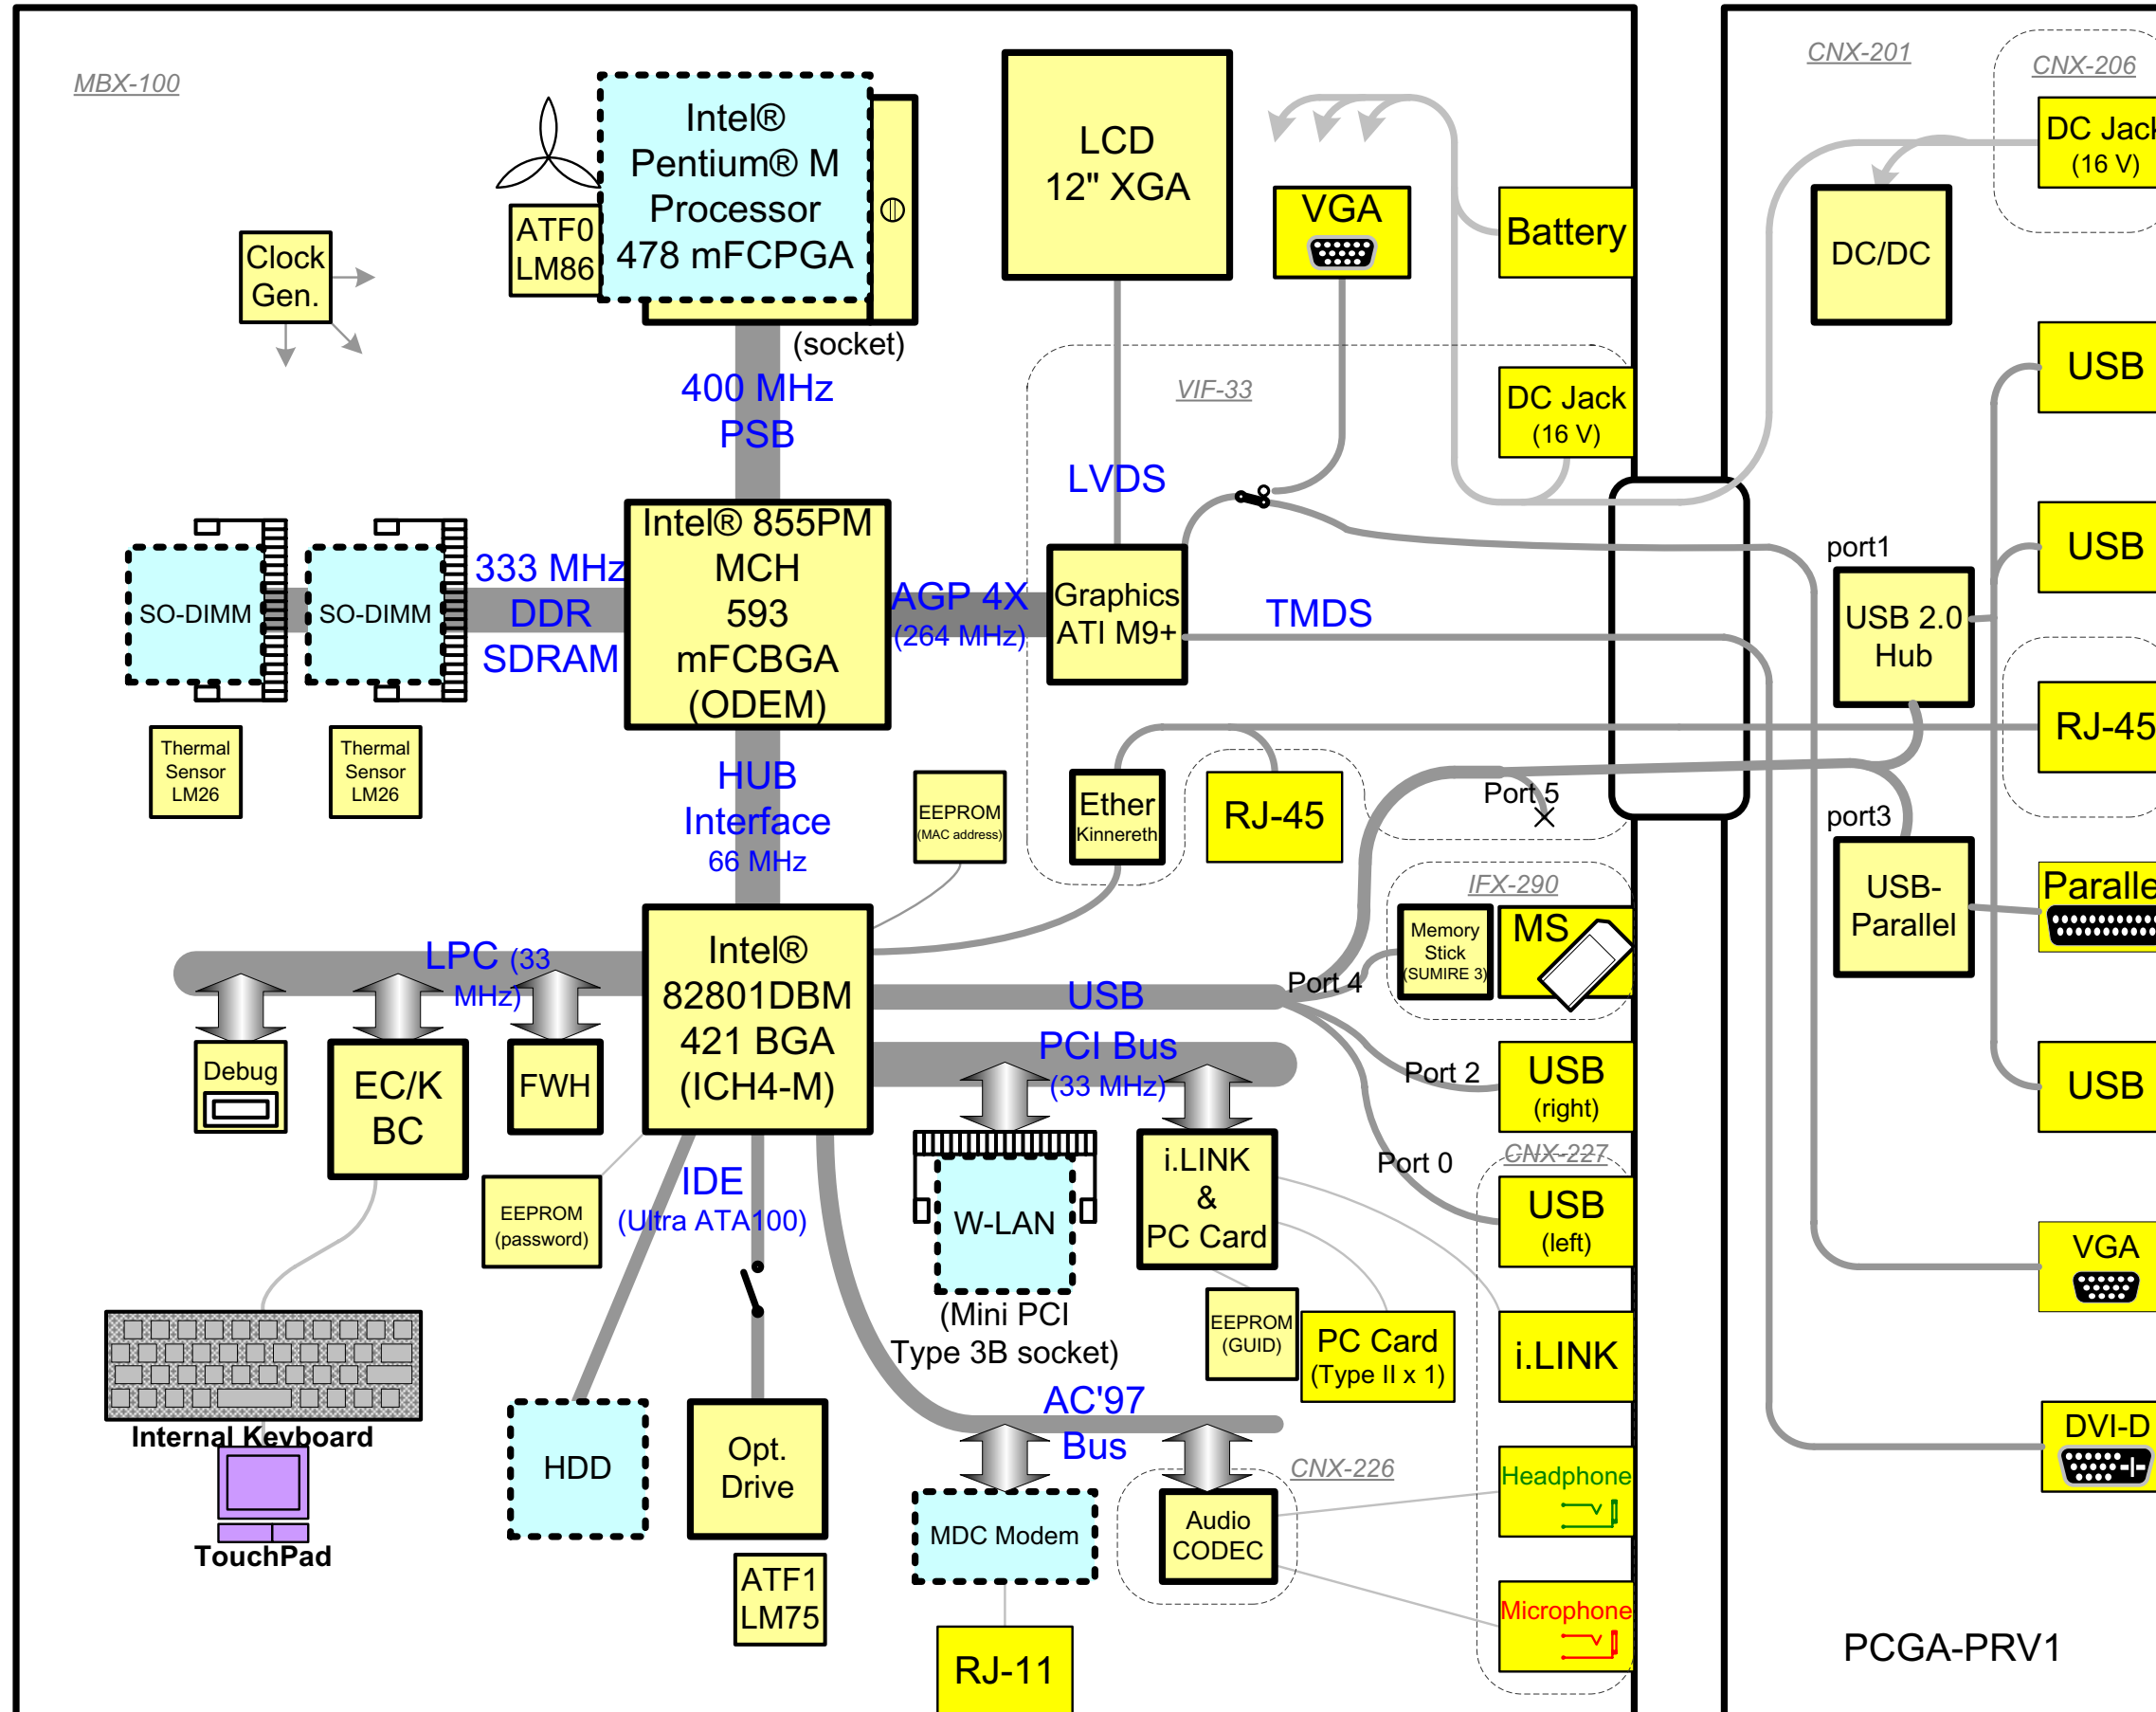 MBX-100
Intel®
Pentium® M
Processor
478 mFCPGA
(socket)
ATF0
LM86
Clock
Gen.
LCD
12" XGA
VGA
Battery
CNX-201
CNX-206
DC Jack
(16 V)
DC/DC
400 MHz
PSB
VIF-33
DC Jack
(16 V)
USB
LVDS
Intel® 855PM
MCH
593
mFCBGA
(ODEM)
SO-DIMM
SO-DIMM
333 MHz
DDR
SDRAM
AGP 4X
(264 MHz)
Graphics
ATI M9+
TMDS
port1
USB 2.0
Hub
USB
Thermal
Sensor
LM26
Thermal
Sensor
LM26
HUB
Interface
66 MHz
EEPROM
(MAC address)
Ether
Kinnereth
RJ-45
Port 5
RJ-45
port3
USB-
Parallel
Paralle
IFX-290
Memory
Stick
(SUMIRE 3)
MS
LPC (33
MHz)
Intel®
82801DBM
421 BGA
(ICH4-M)
USB
Port 4
PCI Bus
(33 MHz)
Port 2
USB
(right)
USB
Debug
EC/K
BC
FWH
Port 0
CNX-227
USB
(left)
EEPROM
(password)
IDE
(Ultra ATA100)
W-LAN
(Mini PCI
Type 3B socket)
i.LINK
&
PC Card
EEPROM
(GUID)
PC Card
(Type II x 1)
i.LINK
VGA
Internal Keyboard
TouchPad
HDD
Opt.
Drive
ATF1
LM75
AC'97
Bus
CNX-226
MDC Modem
Audio
CODEC
Headphone
Microphone
RJ-11
DVI-D
PCGA-PRV1